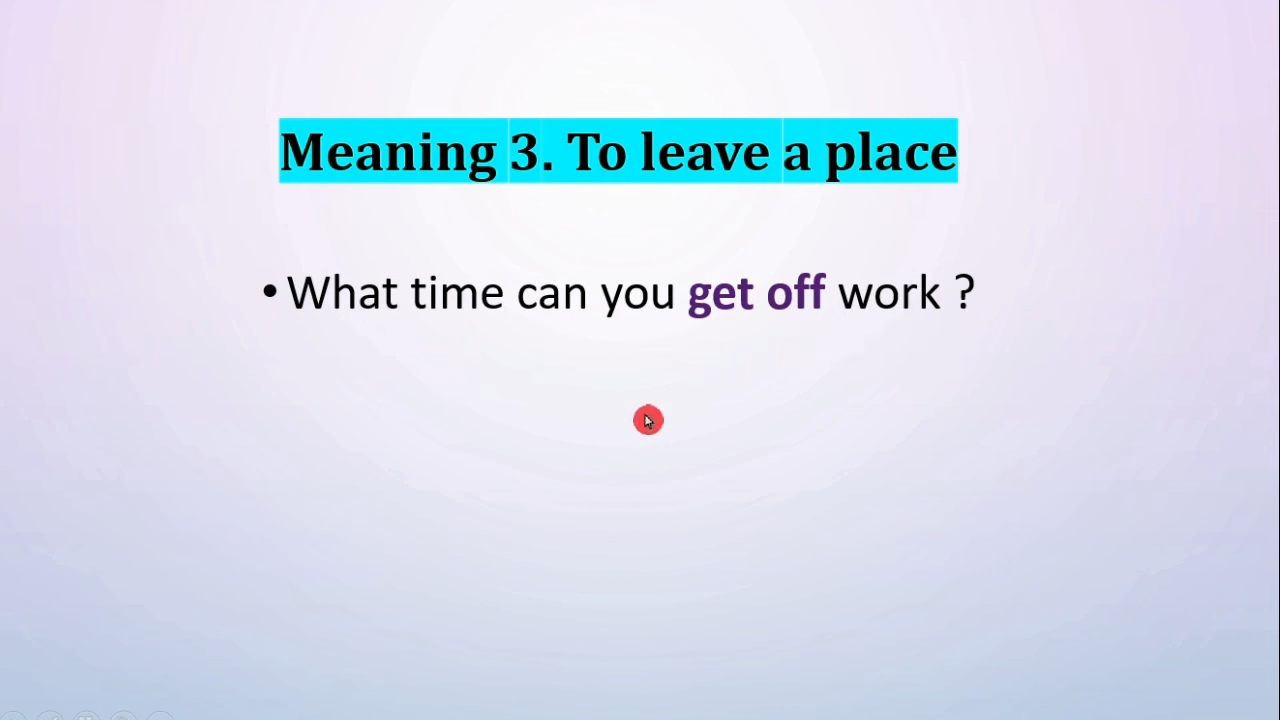 Meaning 3. To leave a place
• What time can you get off work ?